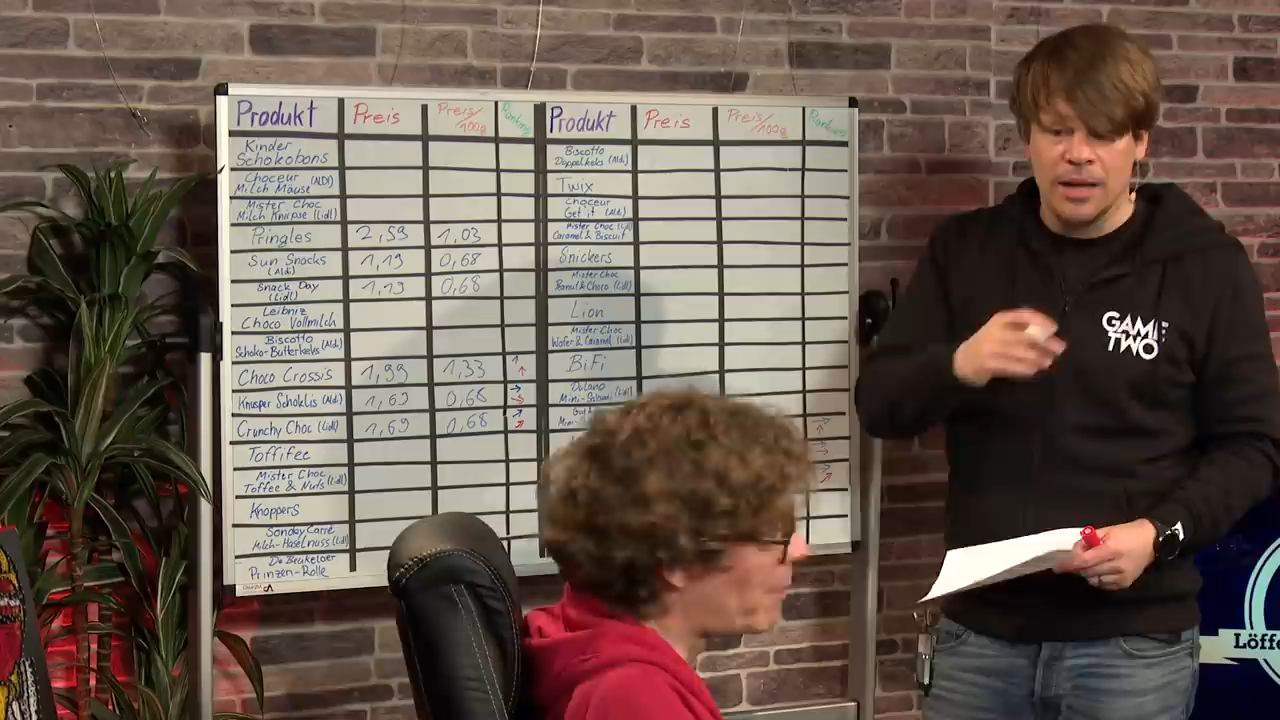 Produkt Preis Preis/100g Ranking Produkt Preis Preis/100g Ranking
Kinder
Schokobons
Biscotto
Doppelkeks (Aldi)
Choceur (ALDI)
Milch Mäuse
Twix
Mister Choc
Milch Knirpse (Lidl)
Choceur
Get it (Aldi)
Pringles 2,59 1,03
Mister Choc (Lidl)
Caramel & Biscuit
Sun Snacks 1,19 0,68
(Aldi)
Snickers
Snack Day 1,19 0,68
(Lidl)
Mister Choc
Peanut & Choco (Lidl)
Leibniz
Choco Vollmilch
Lion
Biscotto
Schoko-Butterkeks (Aldi)
Mister Choc
Wafer & Caramel (Lidl)
Choco Crossis 1,99 1,33 ↑ ↑
BiFi
Knusper Schoklis (Aldi) 1,69 0,68 → →
Dulano
Mini-Salami (Lidl)
Crunchy Choc (Lidl) 1,69 0,68
Toffifee
Mister Choc
Toffee & Nuts (Lidl)
Knoppers
Sondey Carré
Milch-Haselnuss (Lidl)
De Beukelaer
Prinzen-Rolle
GAME
TWO
Löffe